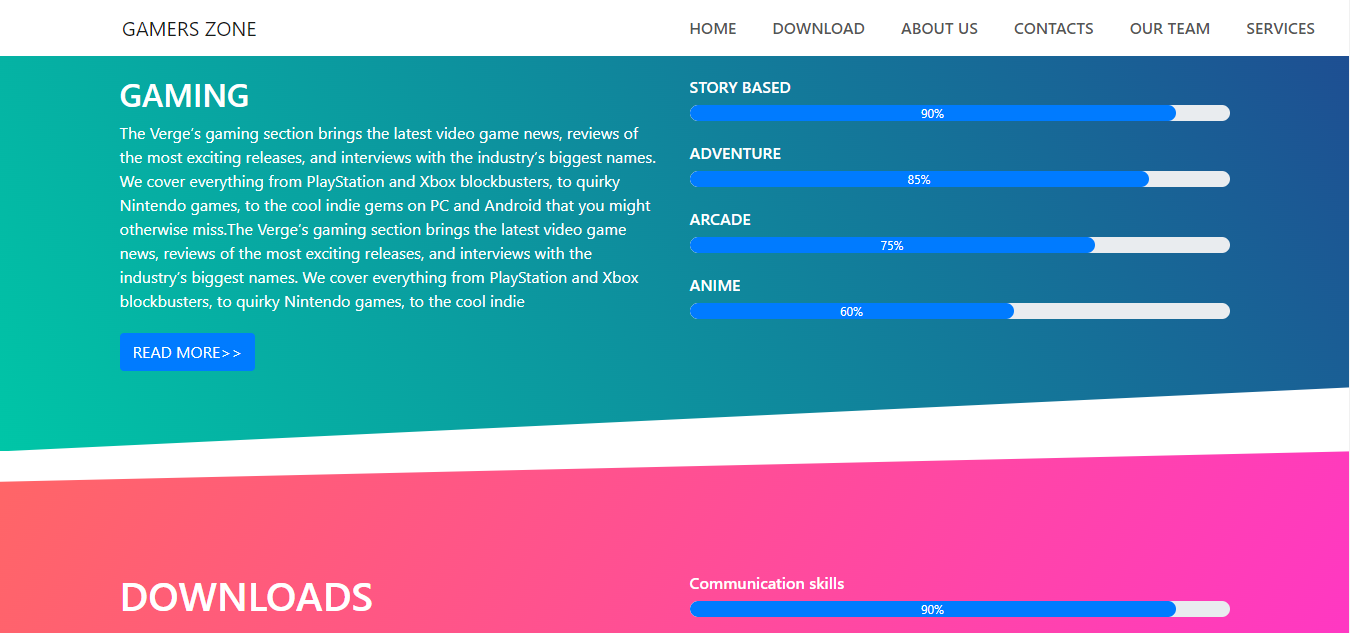 GAMERS ZONE
HOME
DOWNLOAD
ABOUT US
CONTACTS
OUR TEAM
SERVICES
GAMING
The Verge’s gaming section brings the latest video game news, reviews of
the most exciting releases, and interviews with the industry’s biggest names.
We cover everything from PlayStation and Xbox blockbusters, to quirky
Nintendo games, to the cool indie gems on PC and Android that you might
otherwise miss.The Verge’s gaming section brings the latest video game
news, reviews of the most exciting releases, and interviews with the
industry’s biggest names. We cover everything from PlayStation and Xbox
blockbusters, to quirky Nintendo games, to the cool indie
READ MORE>>
STORY BASED
90%
ADVENTURE
85%
ARCADE
75%
ANIME
60%
DOWNLOADS
Communication skills
90%